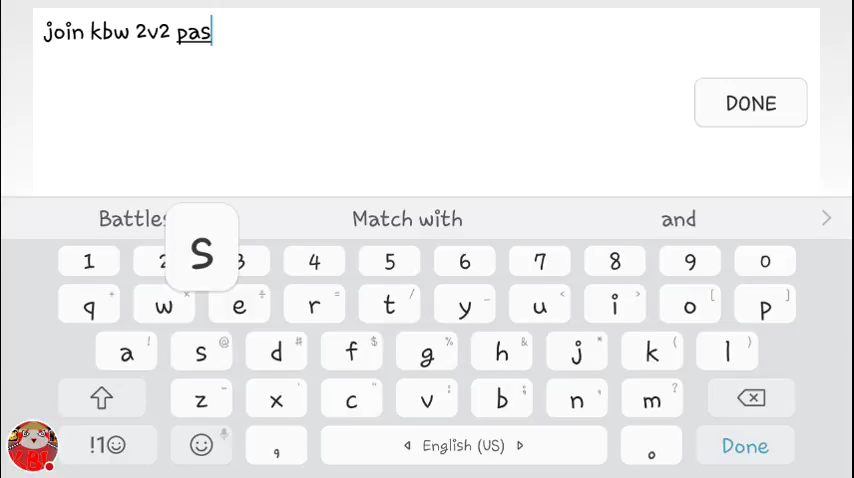 join kbw 2v2 pas
DONE
Battles Match with and
s
1 2 3 4 5 6 7 8 9 0
q + w × e ÷ r = t / y _ u < i > o [ p ]
a ! s @ d # f $ g % h & j * k ( l )
z - x ' c " v : b ; n , m ?
!1☺ , English (US) . Done